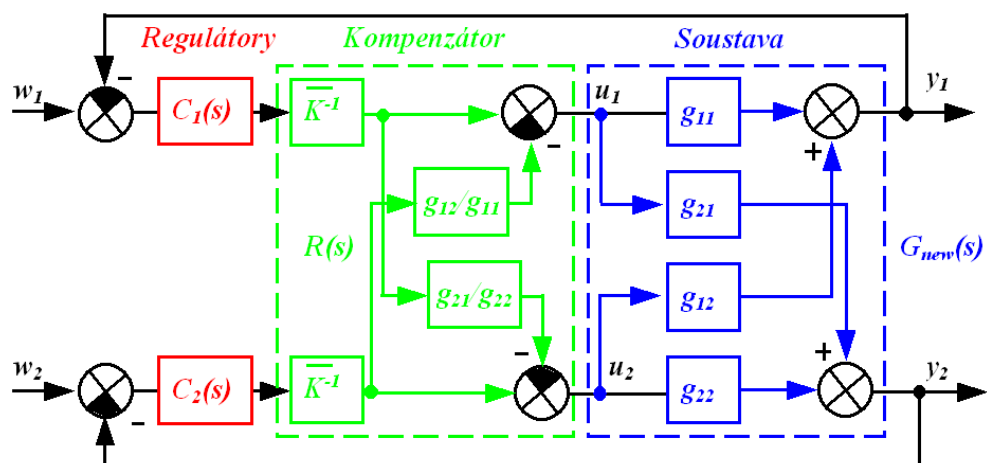 Regulátory Kompenzátor Soustava
w1 - C1(s) K-1 - u1 g11 + y1
g12/g11 g21
R(s) Gnew(s)
g21/g22 g12
w2 - C2(s) K-1 - u2 g22 + y2